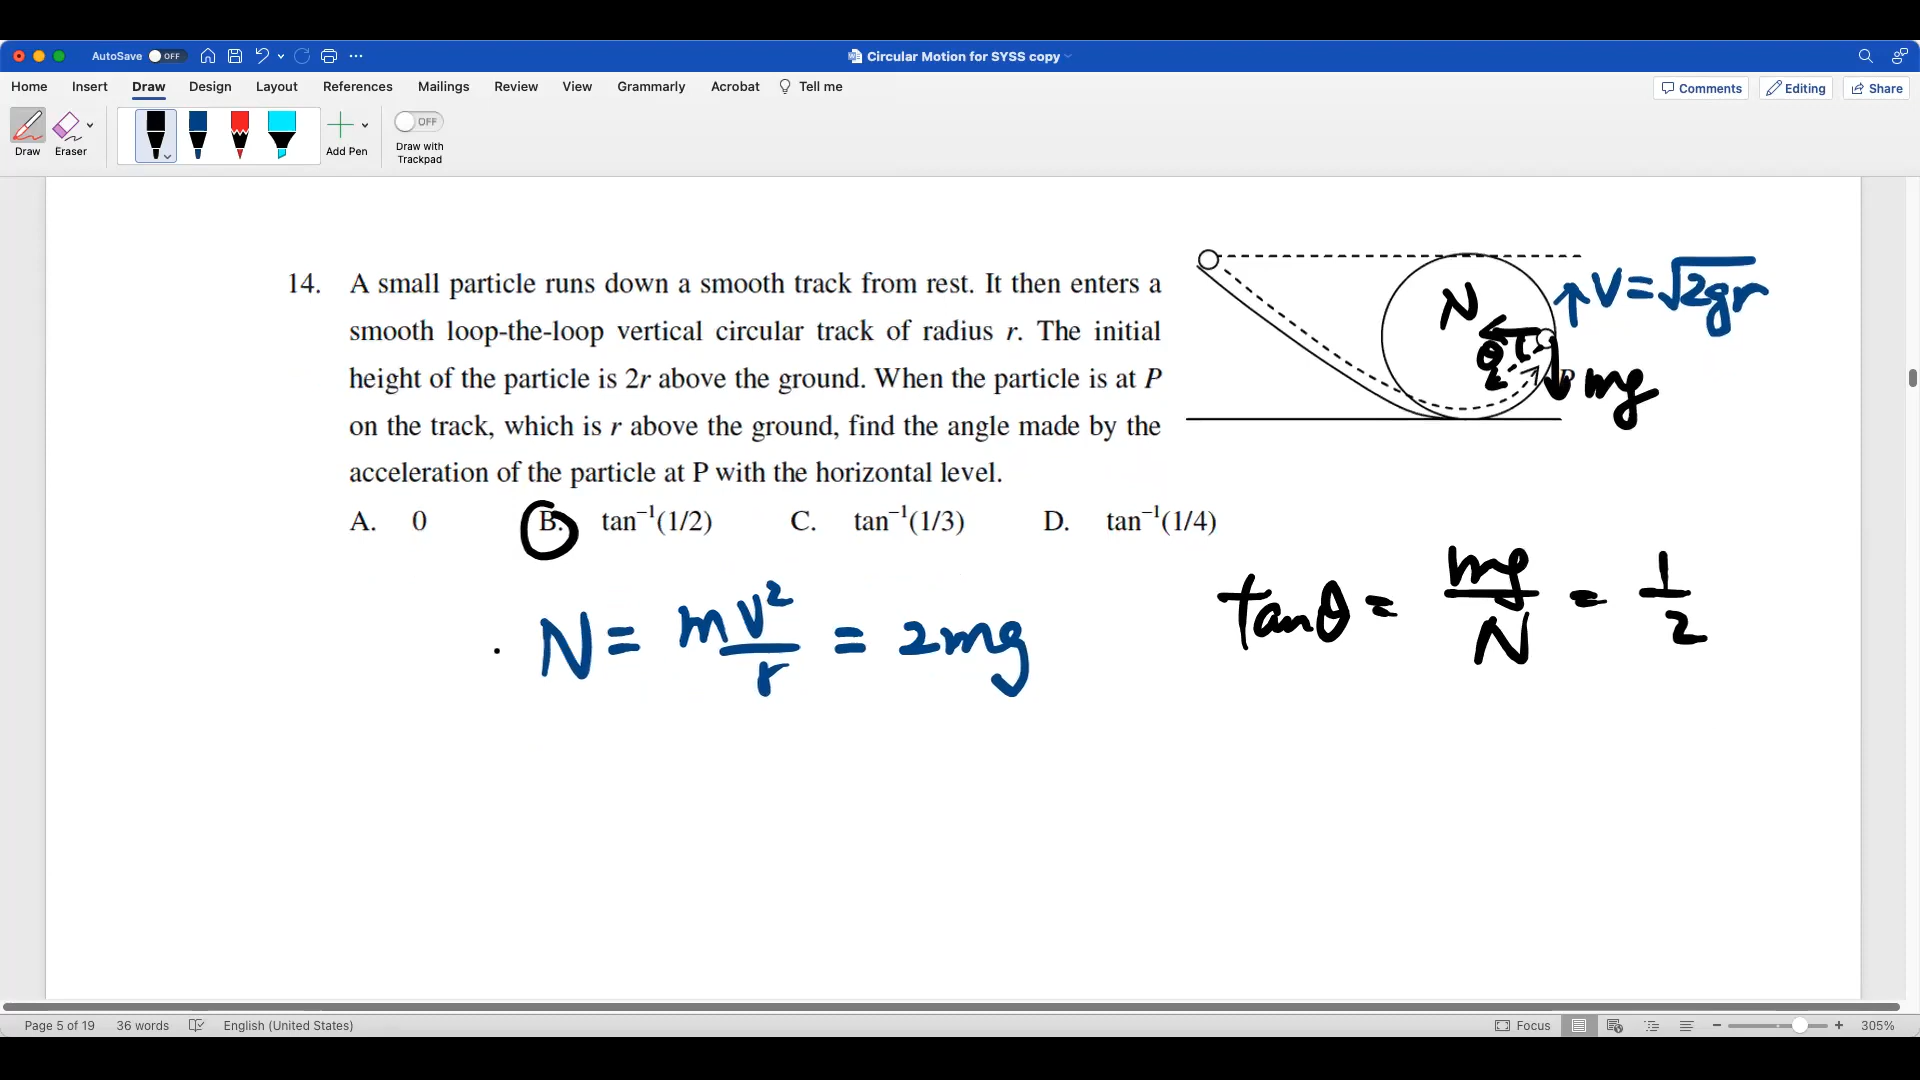 AutoSave OFF
Circular Motion for SYSS copy
Home Insert Draw Design Layout References Mailings Review View Grammarly Acrobat Tell me
Comments Editing Share
OFF
Draw Eraser Add Pen Draw with
Trackpad
14. A small particle runs down a smooth track from rest. It then enters a
smooth loop-the-loop vertical circular track of radius r. The initial
height of the particle is 2r above the ground. When the particle is at P
on the track, which is r above the ground, find the angle made by the
acceleration of the particle at P with the horizontal level.
A. 0 B. tan⁻¹(1/2) C. tan⁻¹(1/3) D. tan⁻¹(1/4)
N
V = √2gr
θ
mg
N = mv²/r = 2mg
tanθ = mg/N = 1/2
Page 5 of 19 36 words English (United States)
Focus 305%